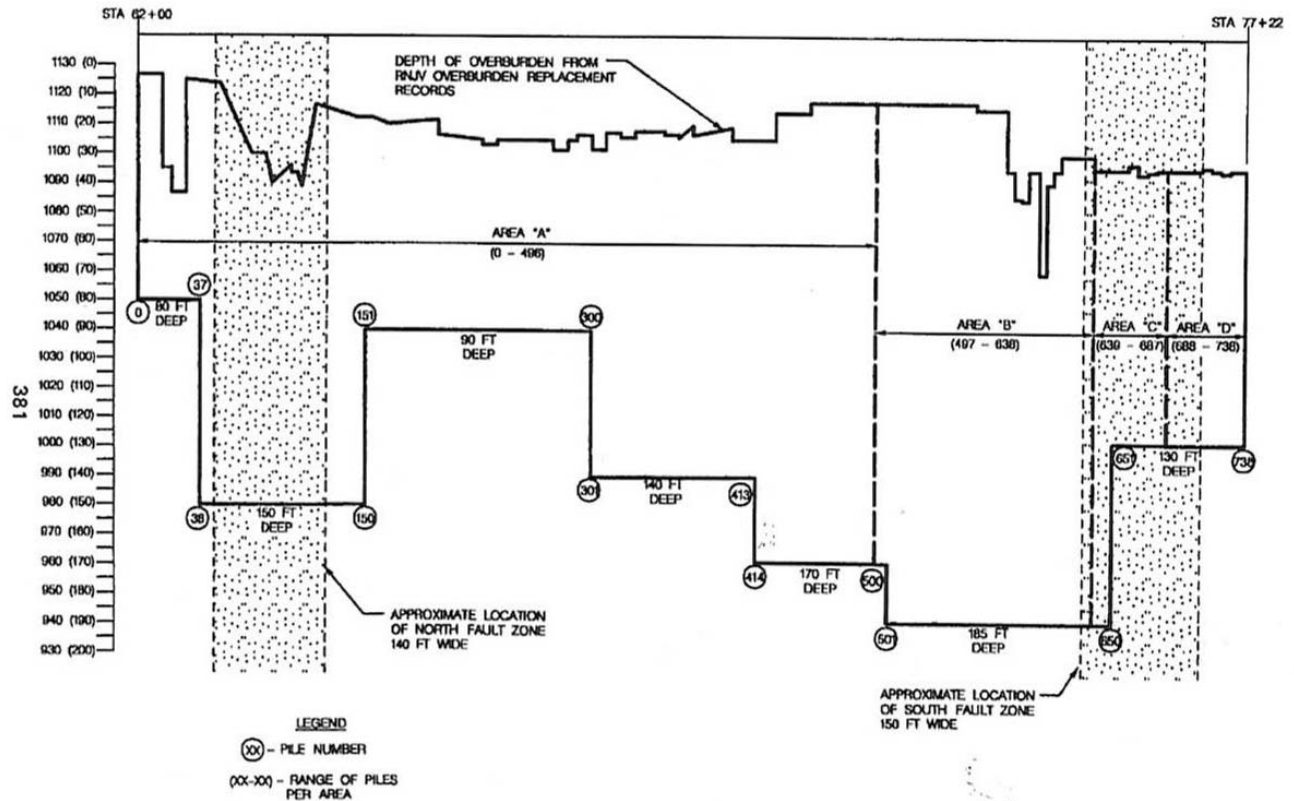 STA 62+00
STA 77+22
DEPTH OF OVERBURDEN FROM
RNJV OVERBURDEN REPLACEMENT
RECORDS
1130 (0)
1120 (10)
1110 (20)
1100 (30)
1090 (40)
1080 (50)
1070 (60)
1060 (70)
1050 (80)
1040 (90)
1030 (100)
1020 (110)
1010 (120)
1000 (130)
990 (140)
980 (150)
970 (160)
960 (170)
950 (180)
940 (190)
930 (200)
381
AREA "A"
(0 - 496)
AREA "B"
(497 - 638)
AREA "C"
(639 - 687)
AREA "D"
(688 - 738)
0
80 FT
DEEP
37
38
150 FT
DEEP
150
151
90 FT
DEEP
300
301
140 FT
DEEP
413
414
170 FT
DEEP
500
501
185 FT
DEEP
650
651
130 FT
DEEP
738
APPROXIMATE LOCATION
OF NORTH FAULT ZONE
140 FT WIDE
APPROXIMATE LOCATION
OF SOUTH FAULT ZONE
150 FT WIDE
LEGEND
XX - PILE NUMBER
(XX-XX) - RANGE OF PILES
PER AREA